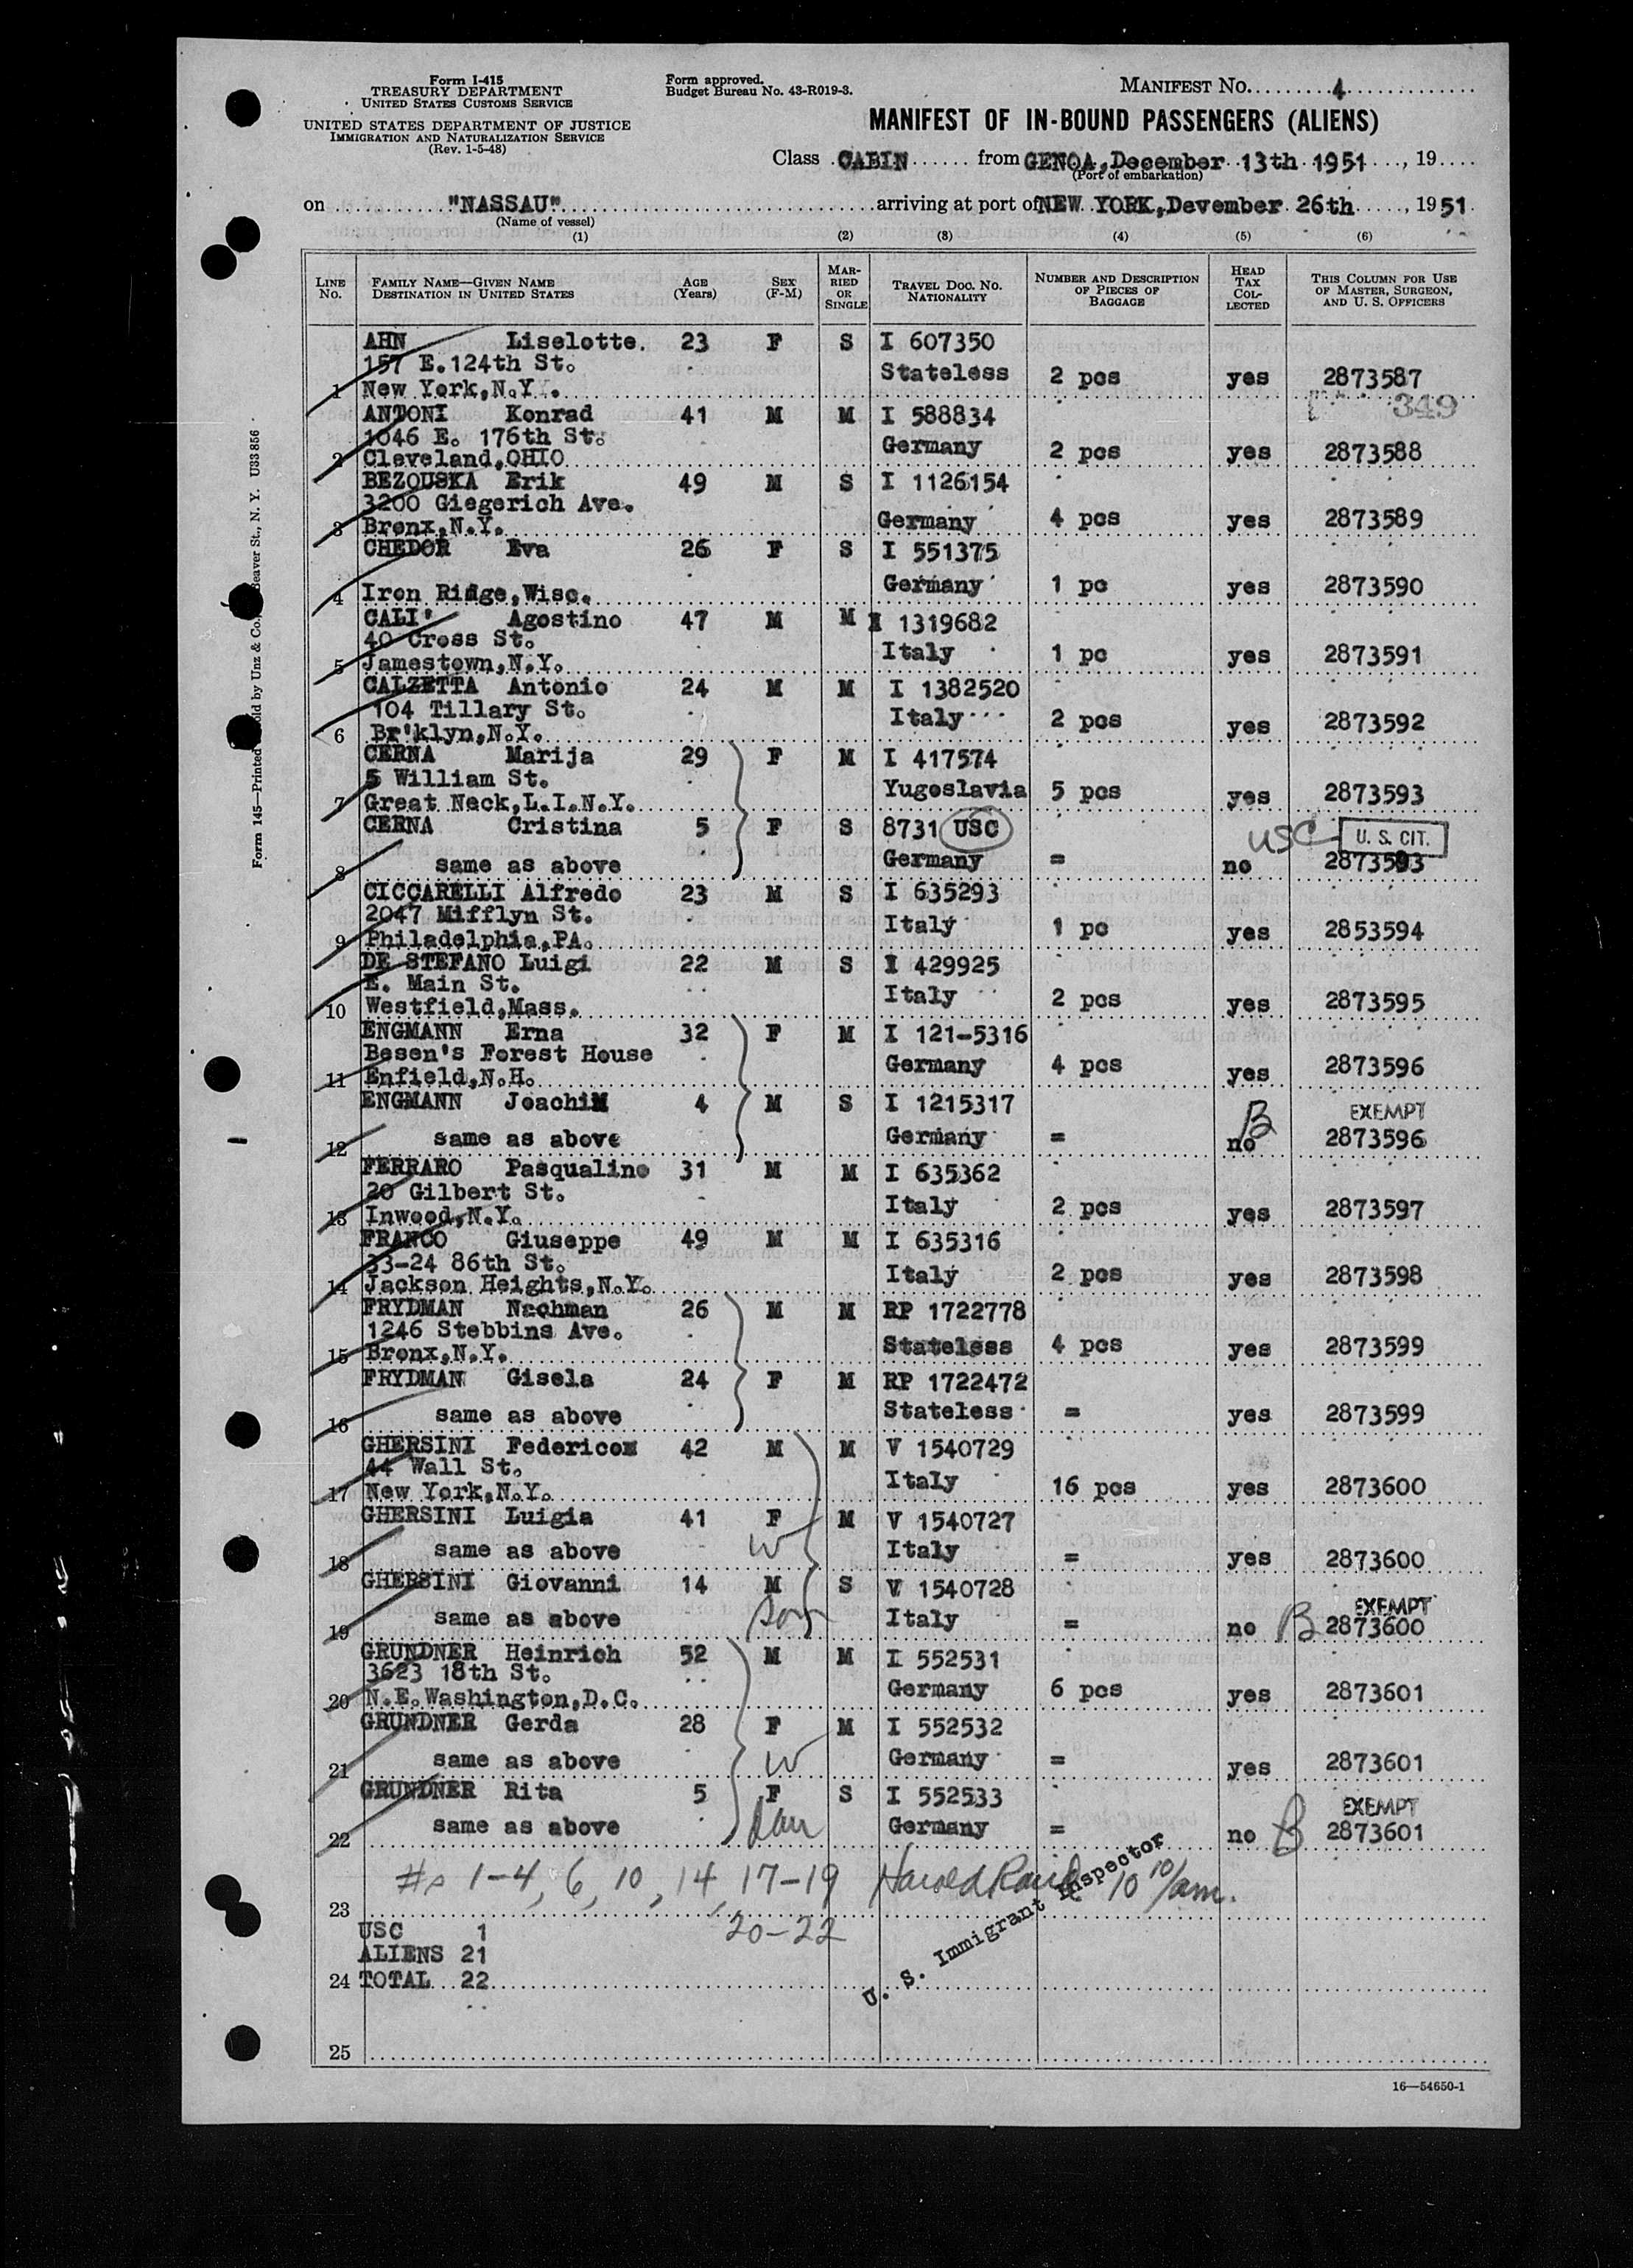 Form I-415
TREASURY DEPARTMENT
UNITED STATES CUSTOMS SERVICE
UNITED STATES DEPARTMENT OF JUSTICE
IMMIGRATION AND NATURALIZATION SERVICE
(Rev. 1-5-48)
Form approved.
Budget Bureau No. 43-R019-3.
MANIFEST No. 4
MANIFEST OF IN-BOUND PASSENGERS (ALIENS)
Class CABIN from GENOA, December 13th 1951, 19
(Port of embarkation)
on "NASSAU" arriving at port of NEW YORK, Devember 26th, 1951
(Name of vessel)
(1) (2) (3) (4) (5) (6)
LINE No. FAMILY NAME—GIVEN NAME DESTINATION IN UNITED STATES AGE (Years) SEX (F-M) MARRIED OR SINGLE TRAVEL DOC. No. NATIONALITY NUMBER AND DESCRIPTION OF PIECES OF BAGGAGE HEAD TAX COLLECTED THIS COLUMN FOR USE OF MASTER, SURGEON, AND U. S. OFFICERS
AHN Liselotte. 23 F S I 607350
157 E.124th St.
Stateless 2 pcs yes 2873587
1 New York,N.Y.
349
ANTONI Konrad 41 M M I 588834
1046 E. 176th St.
Germany 2 pcs yes 2873588
2 Cleveland,OHIO
BEZOUSKA Erik 49 M S I 1126154
3200 Giegerich Ave.
Germany 4 pcs yes 2873589
3 Bronx,N.Y.
CHEDOR Eva 26 F S I 551375
Germany 1 pc yes 2873590
4 Iron Ridge,Wisc.
CALI' Agostino 47 M M I 1319682
40 Cross St.
Italy 1 pc yes 2873591
5 Jamestown,N.Y.
CALZETTA Antonio 24 M M I 1382520
104 Tillary St.
Italy 2 pcs yes 2873592
6 Br'klyn,N.Y.
CERNA Marija 29 F M I 417574
5 William St.
Yugoslavia 5 pcs yes 2873593
7 Great Neck,L.I.N.Y.
CERNA Cristina 5 F S 8731 USC
USC U. S. CIT.
8 same as above Germany = no 2873593
CICCARELLI Alfredo 23 M S I 635293
2047 Mifflyn St.
Italy 1 pc yes 2853594
9 Philadelphia,PA.
DE STEFANO Luigi 22 M S I 429925
E. Main St.
Italy 2 pcs yes 2873595
10 Westfield,Mass.
ENGMANN Erna 32 F M I 121-5316
Besen's Forest House
Germany 4 pcs yes 2873596
11 Enfield,N.H.
ENGMANN JoachiM 4 M S I 1215317
B EXEMPT
12 same as above Germany = no 2873596
FERRARO Pasqualino 31 M M I 635362
20 Gilbert St.
Italy 2 pcs yes 2873597
13 Inwood,N.Y.
FRANCO Giuseppe 49 M M I 635316
33-24 86th St.
Italy 2 pcs yes 2873598
14 Jackson Heights,N.Y.
FRYDMAN Nachman 26 M M RP 1722778
1246 Stebbins Ave.
Stateless 4 pcs yes 2873599
15 Bronx,N.Y.
FRYDMAN Gisela 24 F M RP 1722472
16 same as above Stateless = yes 2873599
GHERSINI Federico 42 M M V 1540729
44 Wall St.
Italy 16 pcs yes 2873600
17 New York,N.Y.
GHERSINI Luigia 41 F M V 1540727
18 same as above W Italy = yes 2873600
GHERSINI Giovanni 14 M S V 1540728
EXEMPT
19 same as above Son Italy = no B 2873600
GRUNDNER Heinrich 52 M M I 552531
3623 18th St.
Germany 6 pcs yes 2873601
20 N.E.Washington,D.C.
GRUNDNER Gerda 28 F M I 552532
21 same as above W Germany = yes 2873601
GRUNDNER Rita 5 F S I 552533
EXEMPT
22 same as above Dau Germany = no B 2873601
#s 1-4, 6, 10, 14, 17-19 Harold 10 10/am.
23
20-22
U. S. Immigrant Inspector
USC 1
ALIENS 21
24 TOTAL 22
25
16—54650-1
Form 145—Printed Sold by Unz & Co. Beaver St., N. Y. U33856